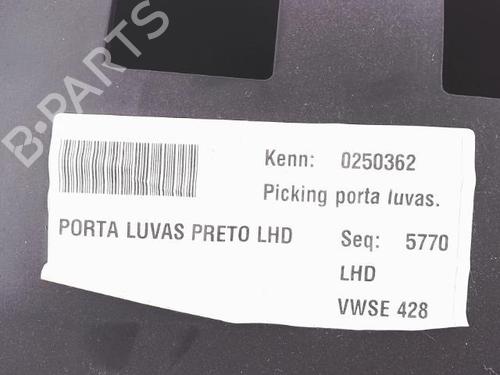 B-PARTS
Kenn: 0250362
Picking porta luvas.
PORTA LUVAS PRETO LHD
Seq: 5770
LHD
VWSE 428